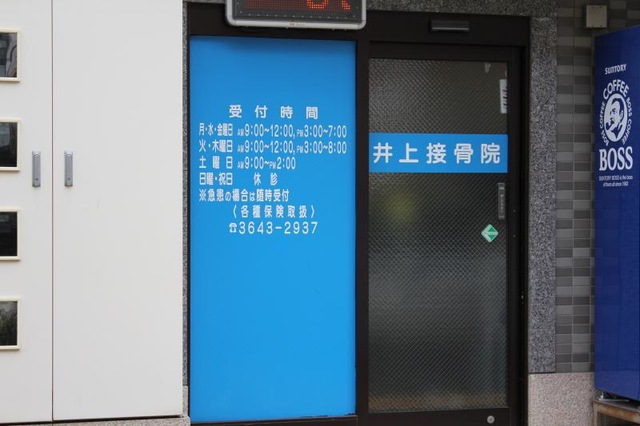 受付時間
月・水・金曜日 AM9:00~12:00,PM3:00~7:00
火・木曜日 AM9:00~12:00,PM3:00~8:00
土曜日 AM9:00~PM2:00
日曜・祝日 休診
※急患の場合は随時受付
〈各種保険取扱〉
☎3643-2937
井上接骨院
SUNTORY
COFFEE
BOSS